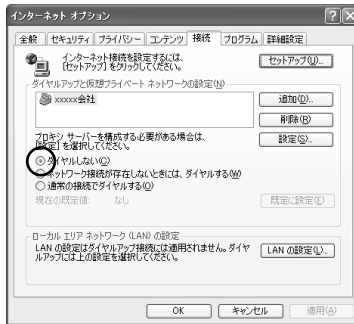 インターネット オプション
全般 セキュリティ プライバシー コンテンツ 接続 プログラム 詳細設定
インターネット接続を設定するには、
[セットアップ] をクリックしてください。
セットアップ(U)...
ダイヤルアップと仮想プライベート ネットワークの設定(N)
xxxxx会社
追加(D)...
削除(R)
プロキシ サーバーを構成する必要がある場合は、
[設定] を選択してください。
設定(S)...
ダイヤルしない(C)
ネットワーク接続が存在しないときには、ダイヤルする(W)
通常の接続でダイヤルする(O)
現在の既定値: なし
既定に設定(E)
ローカル エリア ネットワーク (LAN) の設定
LAN の設定はダイヤルアップ接続には適用されません。ダイヤ
ルアップには上の設定を選択してください。
LAN の設定(L)...
OK キャンセル 適用(A)